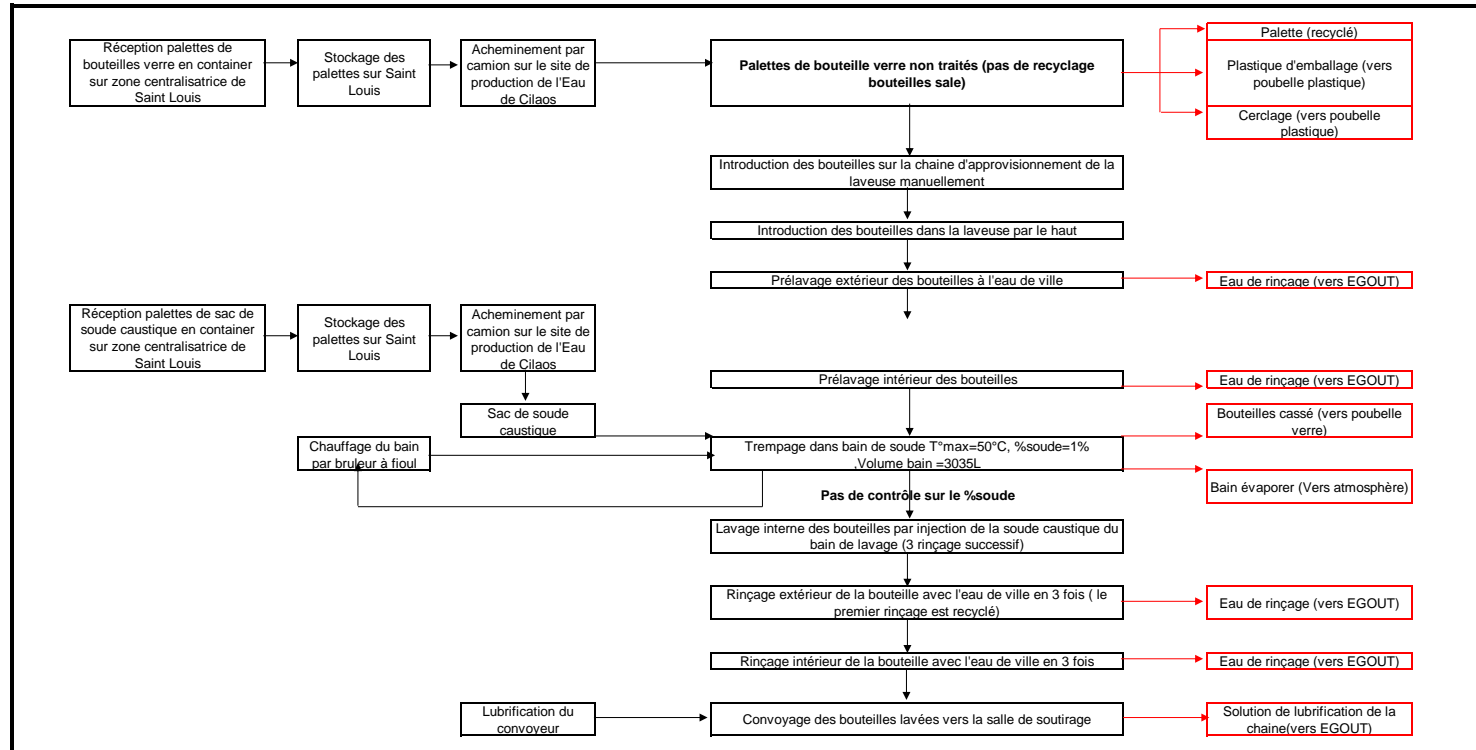 Réception palettes de
bouteilles verre en container
sur zone centralisatrice de
Saint Louis
Stockage des
palettes sur Saint
Louis
Acheminement par
camion sur le site de
production de l'Eau
de Cilaos
Palettes de bouteille verre non traités (pas de recyclage
bouteilles sale)
Palette (recyclé)
Plastique d'emballage (vers
poubelle plastique)
Cerclage (vers poubelle
plastique)
Introduction des bouteilles sur la chaine d'approvisionnement de la
laveuse manuellement
Introduction des bouteilles dans la laveuse par le haut
Prélavage extérieur des bouteilles à l'eau de ville
Eau de rinçage (vers EGOUT)
Réception palettes de sac de
soude caustique en container
sur zone centralisatrice de
Saint Louis
Stockage des
palettes sur Saint
Louis
Acheminement par
camion sur le site de
production de l'Eau
de Cilaos
Prélavage intérieur des bouteilles
Eau de rinçage (vers EGOUT)
Sac de soude
caustique
Bouteilles cassé (vers poubelle
verre)
Chauffage du bain
par bruleur à fioul
Trempage dans bain de soude T°max=50°C, %soude=1%
,Volume bain =3035L
Bain évaporer (Vers atmosphère)
Pas de contrôle sur le %soude
Lavage interne des bouteilles par injection de la soude caustique du
bain de lavage (3 rinçage successif)
Rinçage extérieur de la bouteille avec l'eau de ville en 3 fois ( le
premier rinçage est recyclé)
Eau de rinçage (vers EGOUT)
Rinçage intérieur de la bouteille avec l'eau de ville en 3 fois
Eau de rinçage (vers EGOUT)
Lubrification du
convoyeur
Convoyage des bouteilles lavées vers la salle de soutirage
Solution de lubrification de la
chaine(vers EGOUT)